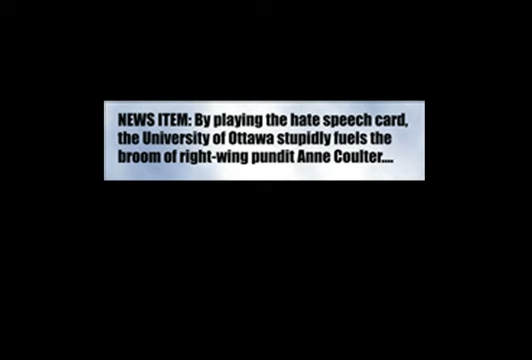 NEWS ITEM: By playing the hate speech card,
the University of Ottawa stupidly fuels the
broom of right-wing pundit Anne Coulter....